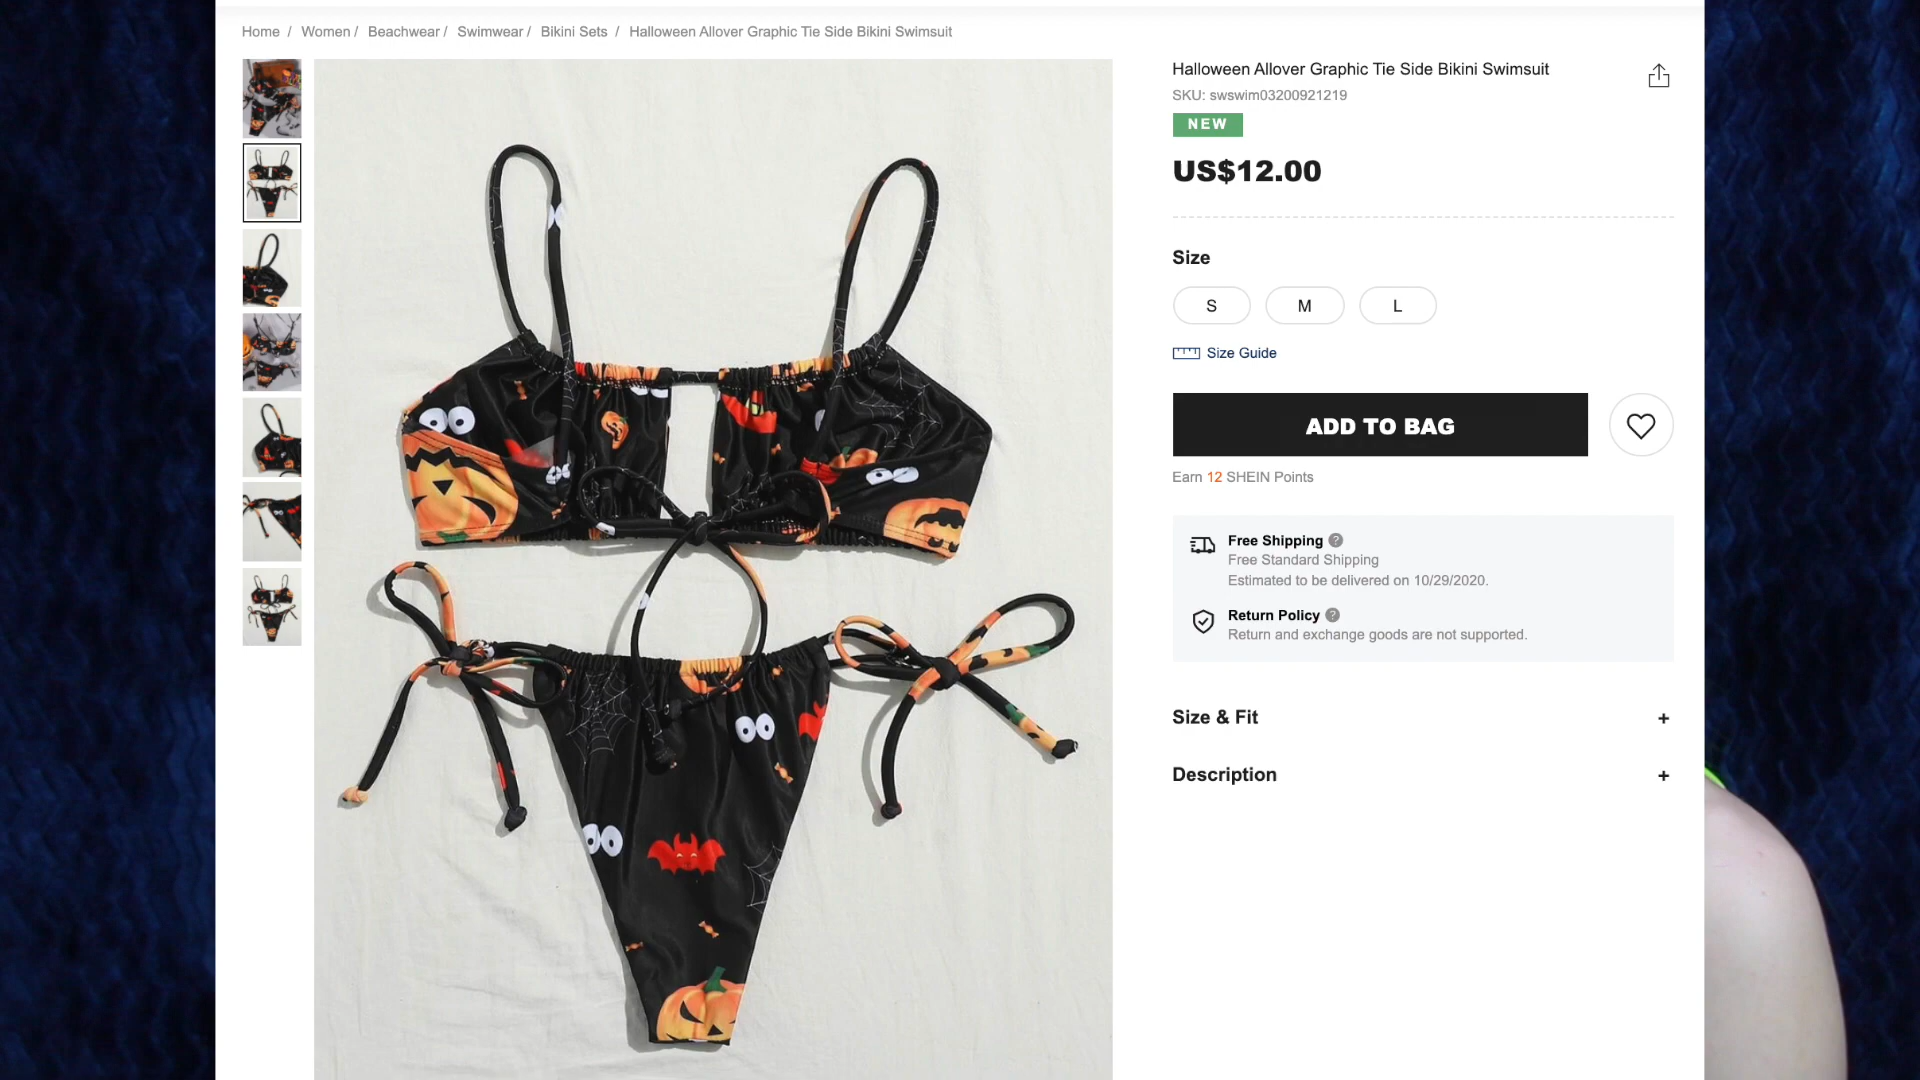 Home / Women / Beachwear / Swimwear / Bikini Sets / Halloween Allover Graphic Tie Side Bikini Swimsuit
Halloween Allover Graphic Tie Side Bikini Swimsuit
SKU: swswim03200921219
NEW
US$12.00
Size
S M L
Size Guide
ADD TO BAG
Earn 12 SHEIN Points
Free Shipping ?
Free Standard Shipping
Estimated to be delivered on 10/29/2020.
Return Policy ?
Return and exchange goods are not supported.
Size & Fit +
Description +